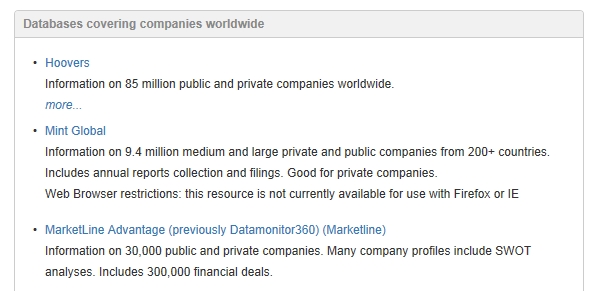 Databases covering companies worldwide
• Hoovers
Information on 85 million public and private companies worldwide.
more...
• Mint Global
Information on 9.4 million medium and large private and public companies from 200+ countries.
Includes annual reports collection and filings. Good for private companies.
Web Browser restrictions: this resource is not currently available for use with Firefox or IE
• MarketLine Advantage (previously Datamonitor360) (Marketline)
Information on 30,000 public and private companies. Many company profiles include SWOT
analyses. Includes 300,000 financial deals.